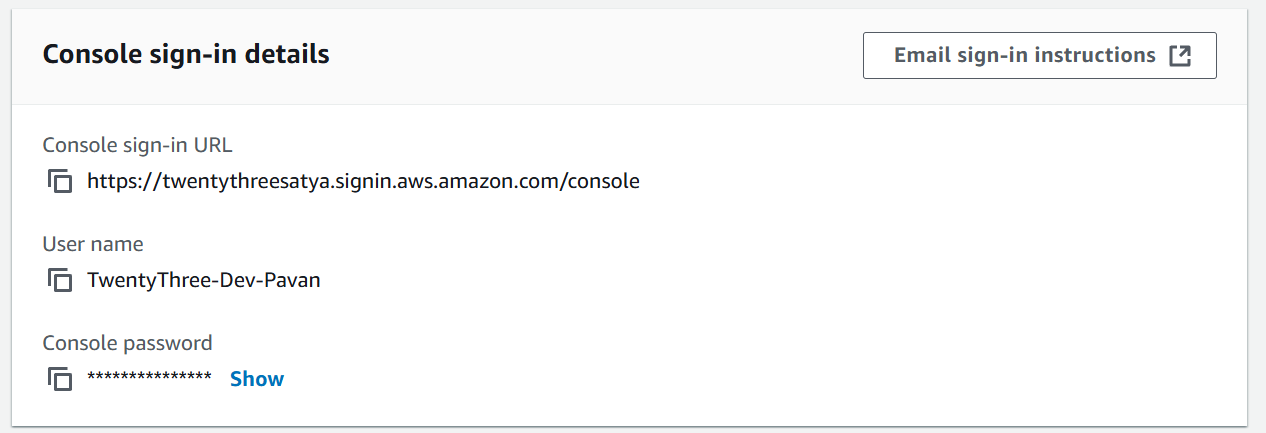 Console sign-in details
Email sign-in instructions
Console sign-in URL
https://twentythreesatya.signin.aws.amazon.com/console
User name
TwentyThree-Dev-Pavan
Console password
*************** Show